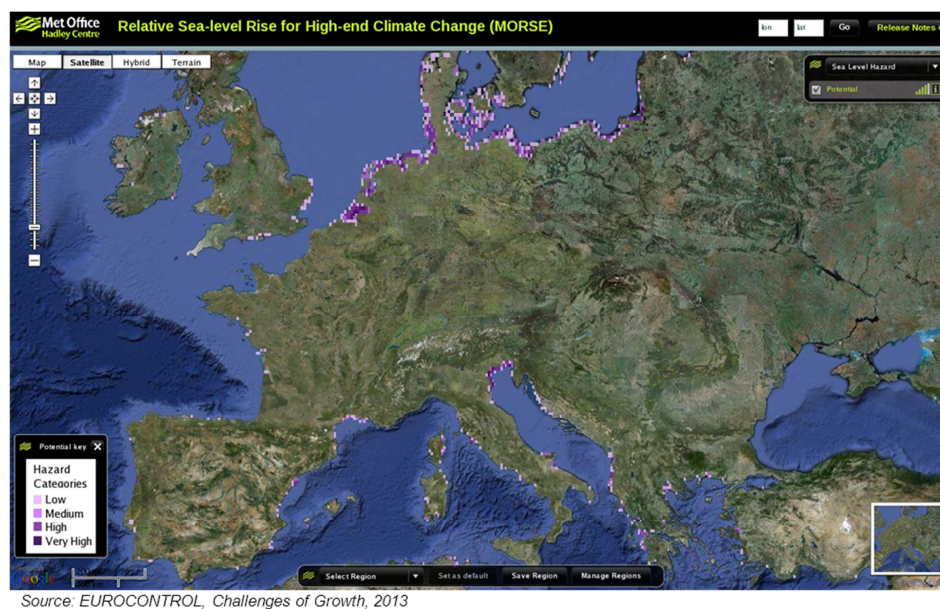 Met Office
Hadley Centre
Relative Sea-level Rise for High-end Climate Change (MORSE)
lon
lat
Go
Release Notes
Map
Satellite
Hybrid
Terrain
Sea Level Hazard
Potential
Potential key
Hazard
Categories
Low
Medium
High
Very High
Select Region
Set as default
Save Region
Manage Regions
Source: EUROCONTROL, Challenges of Growth, 2013